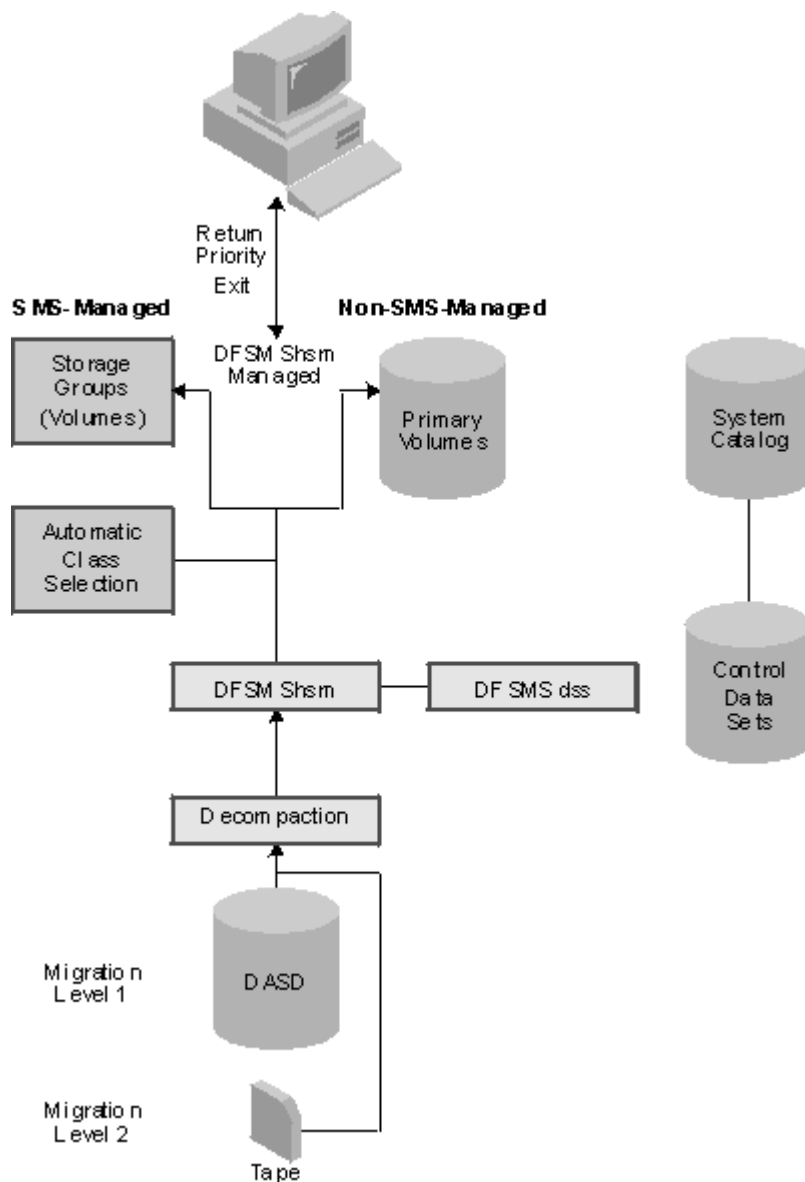 Return
Priority
Exit
SMS-Managed
Non-SMS-Managed
Storage
Groups
(Volumes)
DFSMShsm
Managed
Primary
Volumes
System
Catalog
Automatic
Class
Selection
DFSMShsm
DFSMSdss
Control
Data
Sets
Decompaction
DASD
Migration
Level 1
Migration
Level 2
Tape